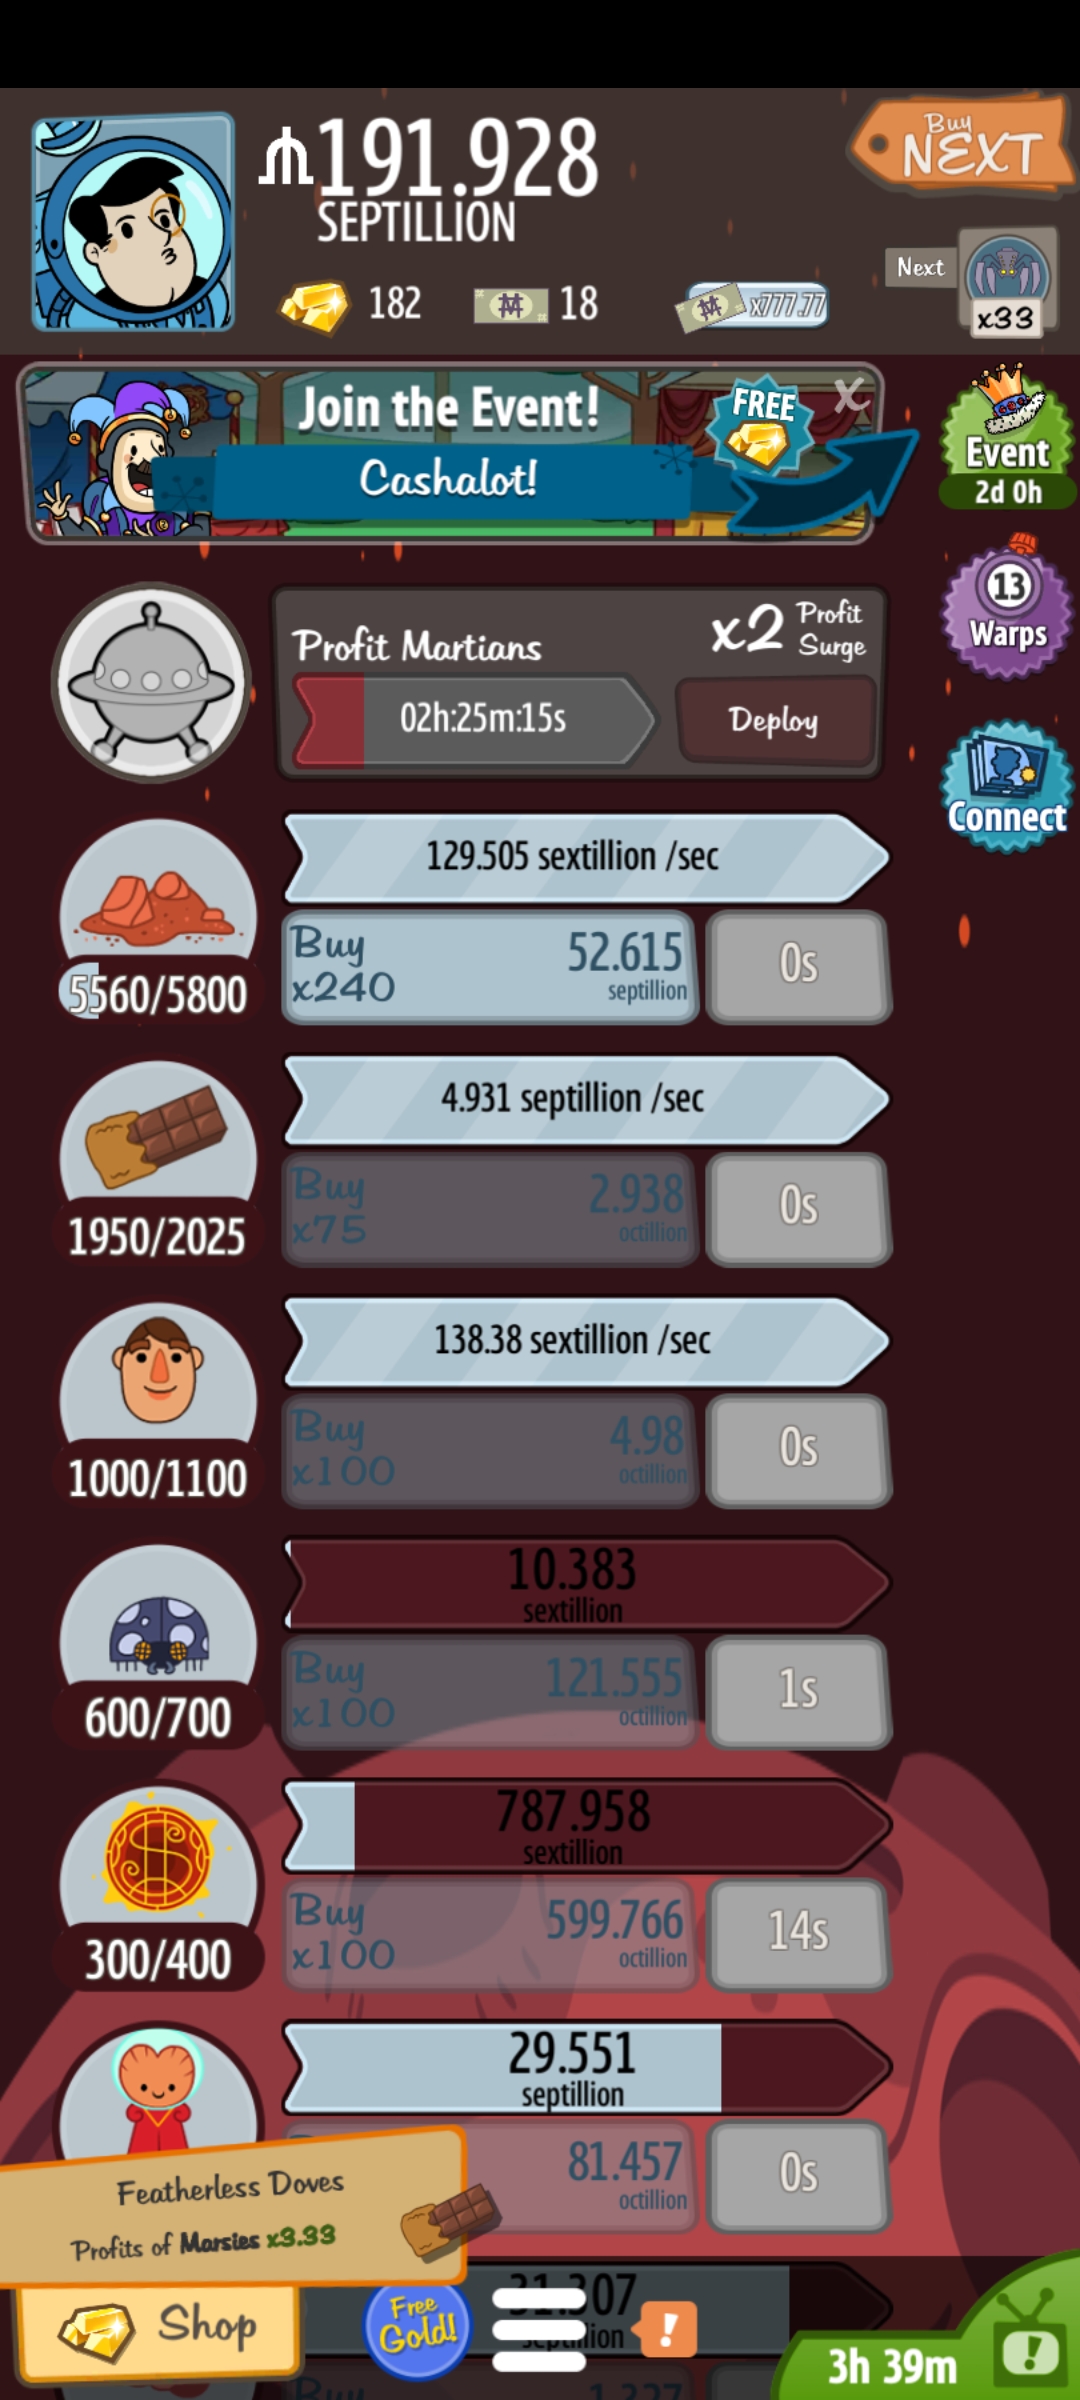 191.928
SEPTILLION
Buy
NEXT
182
18
x777.77
Next
x33
Join the Event!
Cashalot!
FREE
X
Event
2d 0h
Profit Martians
x2 Profit Surge
02h:25m:15s
Deploy
13
Warps
Connect
129.505 sextillion /sec
5560/5800
Buy
x240
52.615
septillion
0s
4.931 septillion /sec
1950/2025
Buy
x75
2.938
octillion
0s
138.38 sextillion /sec
1000/1100
Buy
x100
4.98
octillion
0s
10.383
sextillion
600/700
Buy
x100
121.555
octillion
1s
787.958
sextillion
300/400
Buy
x100
599.766
octillion
14s
29.551
septillion
81.457
octillion
0s
Featherless Doves
Profits of Marsies x3.33
Shop
Free
Gold!
!
3h 39m
!